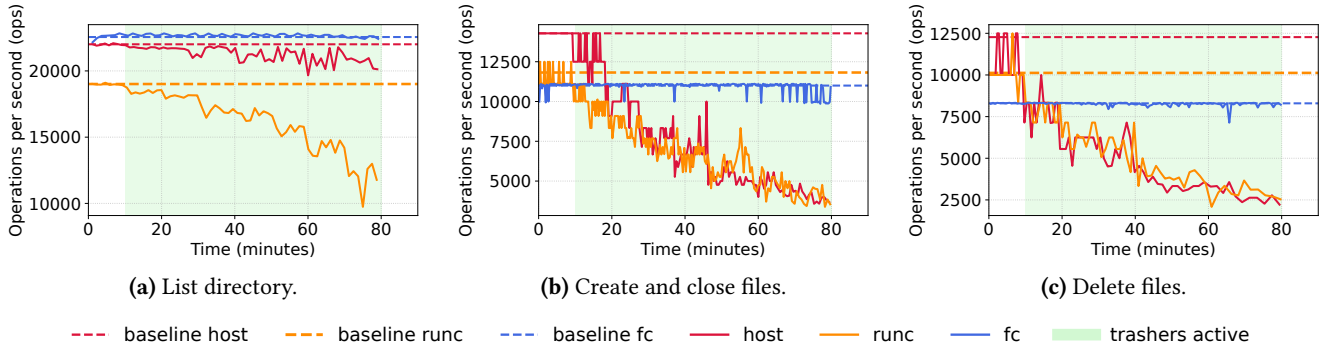 Operations per second (ops)
20000
15000
10000
0
20
40
60
80
Time (minutes)
(a) List directory.
Operations per second (ops)
12500
10000
7500
5000
0
20
40
60
80
Time (minutes)
(b) Create and close files.
Operations per second (ops)
12500
10000
7500
5000
2500
0
20
40
60
80
Time (minutes)
(c) Delete files.
baseline host
baseline runc
baseline fc
host
runc
fc
trashers active